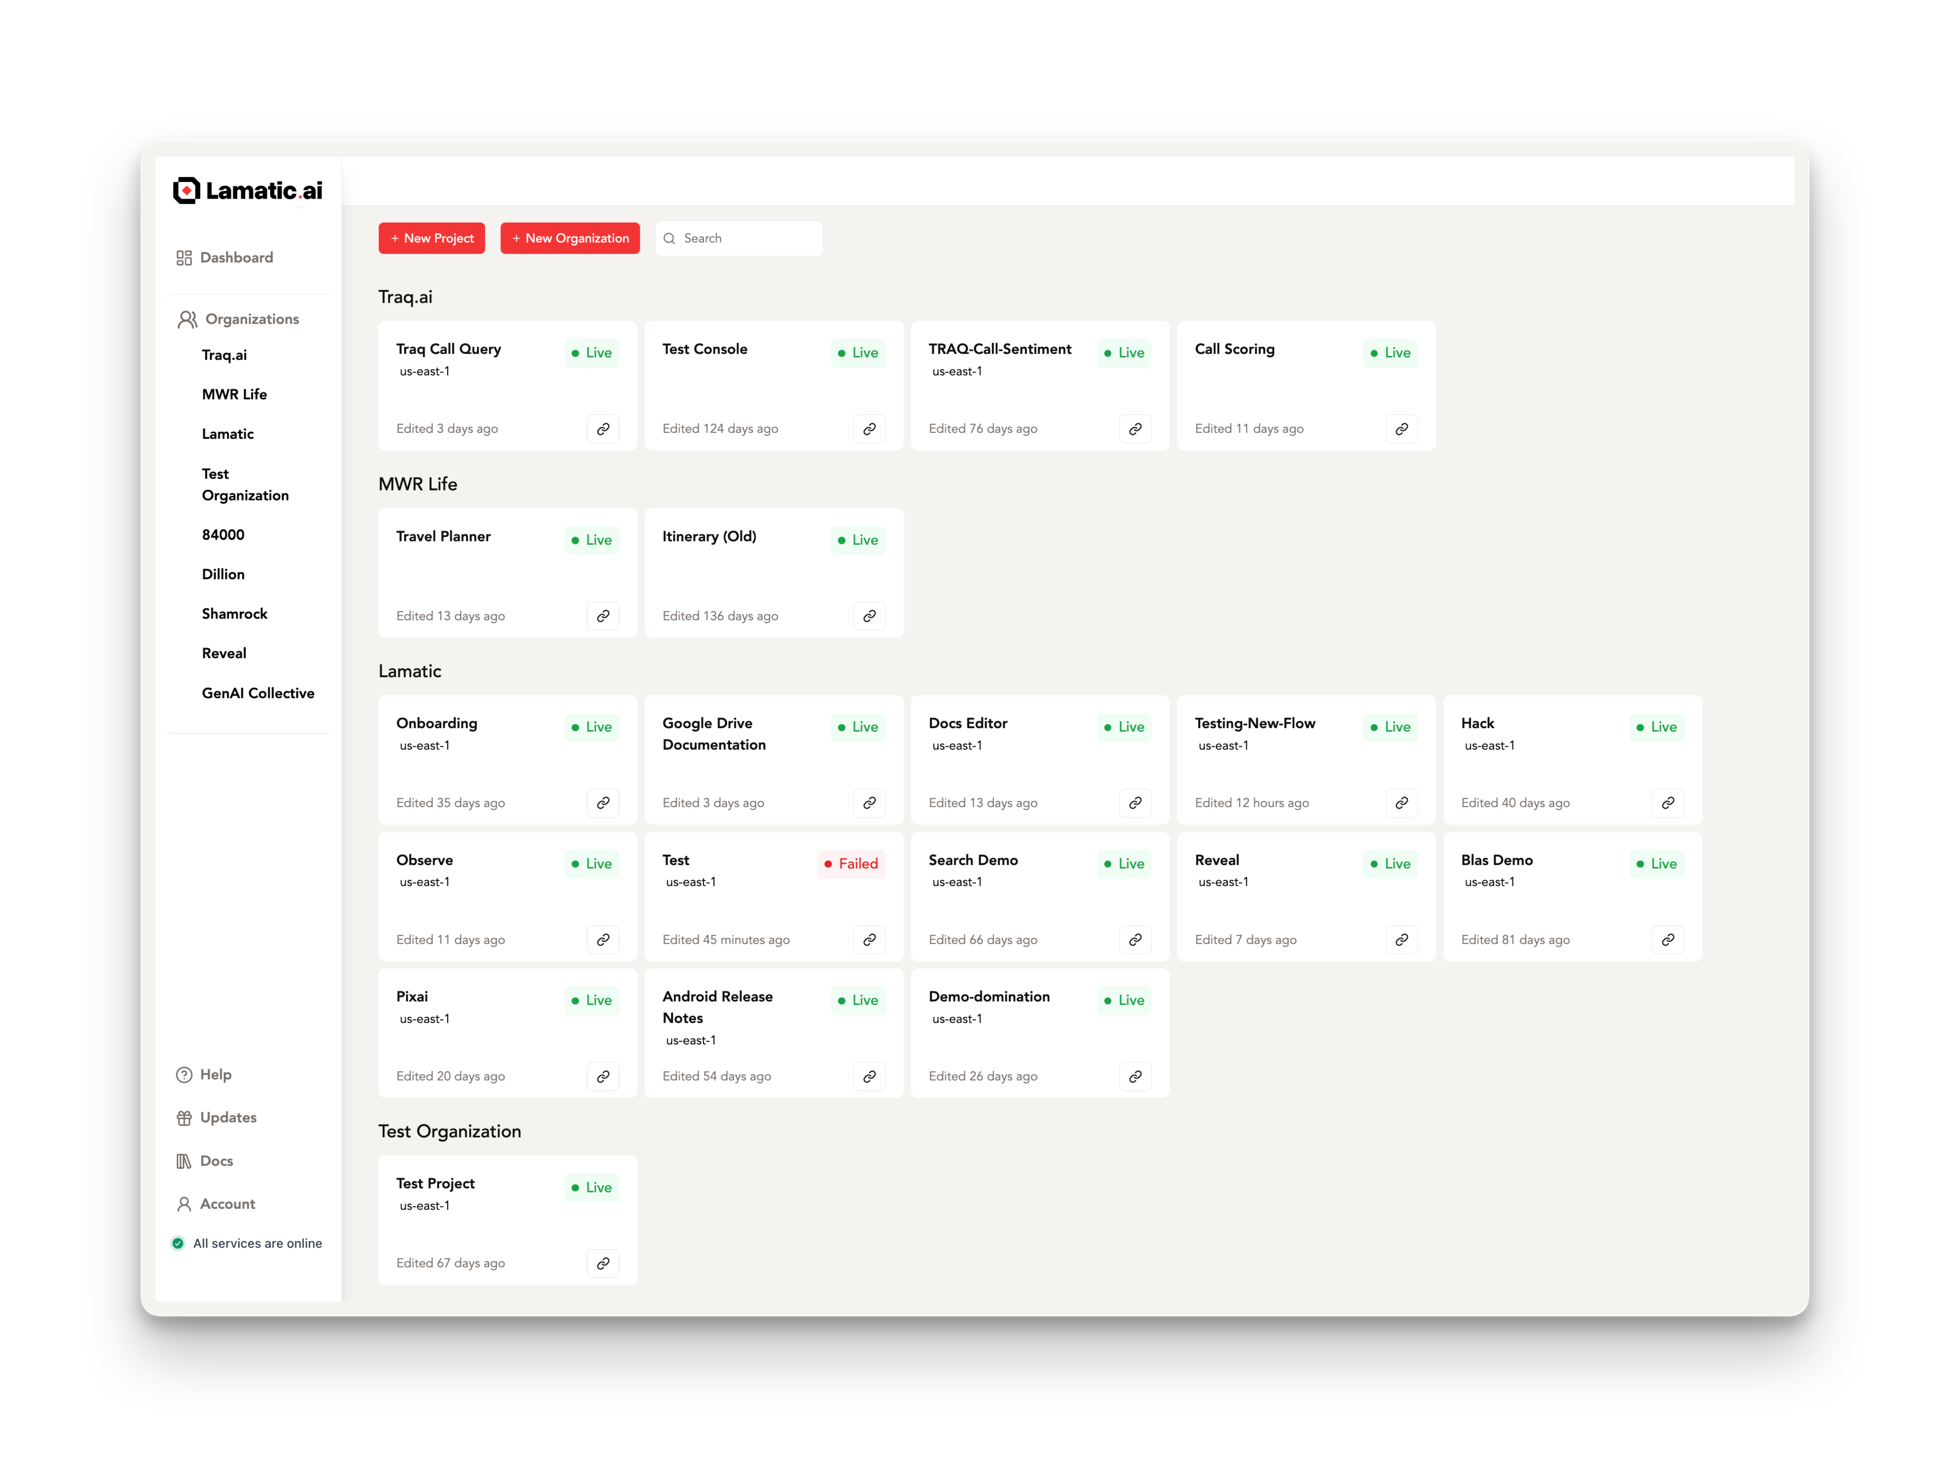 Lamatic.ai
Dashboard
Organizations
Traq.ai
MWR Life
Lamatic
Test
Organization
84000
Dillion
Shamrock
Reveal
GenAI Collective
Help
Updates
Docs
Account
All services are online
+ New Project
+ New Organization
Search
Traq.ai
Traq Call Query
Live
us-east-1
Edited 3 days ago
Test Console
Live
Edited 124 days ago
TRAQ-Call-Sentiment
Live
us-east-1
Edited 76 days ago
Call Scoring
Live
Edited 11 days ago
MWR Life
Travel Planner
Live
Edited 13 days ago
Itinerary (Old)
Live
Edited 136 days ago
Lamatic
Onboarding
Live
us-east-1
Edited 35 days ago
Google Drive
Documentation
Live
Edited 3 days ago
Docs Editor
Live
us-east-1
Edited 13 days ago
Testing-New-Flow
Live
us-east-1
Edited 12 hours ago
Hack
Live
us-east-1
Edited 40 days ago
Observe
Live
us-east-1
Edited 11 days ago
Test
Failed
us-east-1
Edited 45 minutes ago
Search Demo
Live
us-east-1
Edited 66 days ago
Reveal
Live
us-east-1
Edited 7 days ago
Blas Demo
Live
us-east-1
Edited 81 days ago
Pixai
Live
us-east-1
Edited 20 days ago
Android Release
Notes
Live
us-east-1
Edited 54 days ago
Demo-domination
Live
us-east-1
Edited 26 days ago
Test Organization
Test Project
Live
us-east-1
Edited 67 days ago